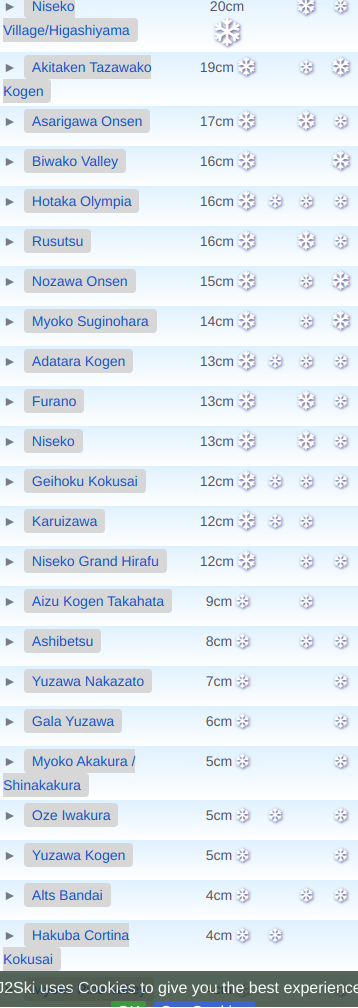 Niseko
Village/Higashiyama 20cm
Akitaken Tazawako
Kogen 19cm
Asarigawa Onsen 17cm
Biwako Valley 16cm
Hotaka Olympia 16cm
Rusutsu 16cm
Nozawa Onsen 15cm
Myoko Suginohara 14cm
Adatara Kogen 13cm
Furano 13cm
Niseko 13cm
Geihoku Kokusai 12cm
Karuizawa 12cm
Niseko Grand Hirafu 12cm
Aizu Kogen Takahata 9cm
Ashibetsu 8cm
Yuzawa Nakazato 7cm
Gala Yuzawa 6cm
Myoko Akakura /
Shinakakura 5cm
Oze Iwakura 5cm
Yuzawa Kogen 5cm
Alts Bandai 4cm
Hakuba Cortina
Kokusai 4cm
J2Ski uses Cookies to give you the best experience